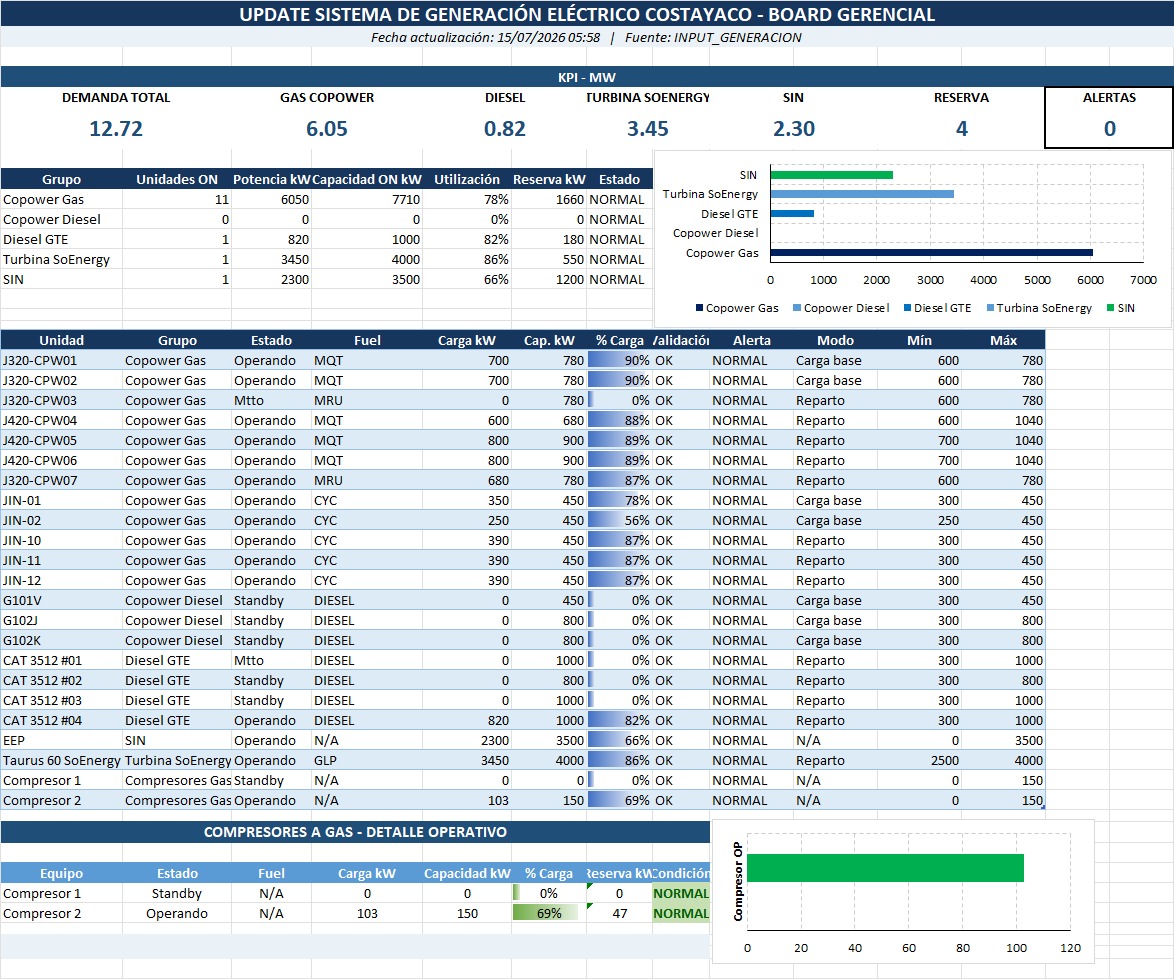 UPDATE SISTEMA DE GENERACIÓN ELÉCTRICO COSTAYACO - BOARD GERENCIAL
Fecha actualización: 15/07/2026 05:58 | Fuente: INPUT_GENERACION
KPI - MW
DEMANDA TOTAL GAS COPOWER DIESEL TURBINA SOENERGY SIN RESERVA ALERTAS
12.72 6.05 0.82 3.45 2.30 4 0
Grupo Unidades ON Potencia kW Capacidad ON kW Utilización Reserva kW Estado
Copower Gas 11 6050 7710 78% 1660 NORMAL
Copower Diesel 0 0 0 0% 0 NORMAL
Diesel GTE 1 820 1000 82% 180 NORMAL
Turbina SoEnergy 1 3450 4000 86% 550 NORMAL
SIN 1 2300 3500 66% 1200 NORMAL
SIN
Turbina SoEnergy
Diesel GTE
Copower Diesel
Copower Gas
0 1000 2000 3000 4000 5000 6000 7000
Copower Gas Copower Diesel Diesel GTE Turbina SoEnergy SIN
Unidad Grupo Estado Fuel Carga kW Cap. kW % Carga Validación Alerta Modo Mín Máx
J320-CPW01 Copower Gas Operando MQT 700 780 90% OK NORMAL Carga base 600 780
J320-CPW02 Copower Gas Operando MQT 700 780 90% OK NORMAL Carga base 600 780
J320-CPW03 Copower Gas Mtto MRU 0 780 0% OK NORMAL Reparto 600 780
J420-CPW04 Copower Gas Operando MQT 600 680 88% OK NORMAL Reparto 600 1040
J420-CPW05 Copower Gas Operando MQT 800 900 89% OK NORMAL Reparto 700 1040
J420-CPW06 Copower Gas Operando MQT 800 900 89% OK NORMAL Reparto 700 1040
J320-CPW07 Copower Gas Operando MRU 680 780 87% OK NORMAL Reparto 600 780
JIN-01 Copower Gas Operando CYC 350 450 78% OK NORMAL Carga base 300 450
JIN-02 Copower Gas Operando CYC 250 450 56% OK NORMAL Carga base 250 450
JIN-10 Copower Gas Operando CYC 390 450 87% OK NORMAL Reparto 300 450
JIN-11 Copower Gas Operando CYC 390 450 87% OK NORMAL Reparto 300 450
JIN-12 Copower Gas Operando CYC 390 450 87% OK NORMAL Reparto 300 450
G101V Copower Diesel Standby DIESEL 0 450 0% OK NORMAL Carga base 300 450
G102J Copower Diesel Standby DIESEL 0 800 0% OK NORMAL Carga base 300 800
G102K Copower Diesel Standby DIESEL 0 800 0% OK NORMAL Carga base 300 800
CAT 3512 #01 Diesel GTE Mtto DIESEL 0 1000 0% OK NORMAL Reparto 300 1000
CAT 3512 #02 Diesel GTE Standby DIESEL 0 800 0% OK NORMAL Reparto 300 800
CAT 3512 #03 Diesel GTE Standby DIESEL 0 1000 0% OK NORMAL Reparto 300 1000
CAT 3512 #04 Diesel GTE Operando DIESEL 820 1000 82% OK NORMAL Reparto 300 1000
EEP SIN Operando N/A 2300 3500 66% OK NORMAL N/A 0 3500
Taurus 60 SoEnergy Turbina SoEnergy Operando GLP 3450 4000 86% OK NORMAL Reparto 2500 4000
Compresor 1 Compresores Gas Standby N/A 0 0 0% OK NORMAL N/A 0 150
Compresor 2 Compresores Gas Operando N/A 103 150 69% OK NORMAL N/A 0 150
COMPRESORES A GAS - DETALLE OPERATIVO
Equipo Estado Fuel Carga kW Capacidad kW % Carga Reserva kW Condición
Compresor 1 Standby N/A 0 0 0% 0 NORMAL
Compresor 2 Operando N/A 103 150 69% 47 NORMAL
Compresor OP
0 20 40 60 80 100 120